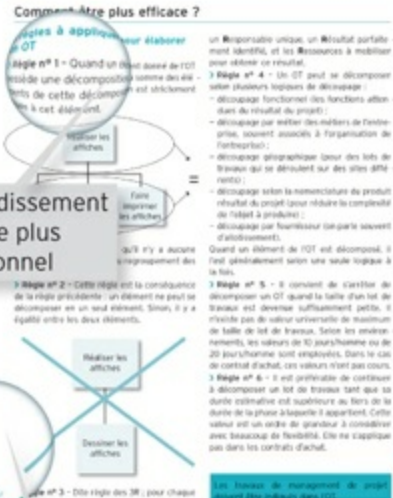 Comment être plus efficace ?
règles à appliquer pour élaborer
OT
règle n° 1 - Quand un donné de l'OT
possède une décomposition somme des élé-
ments de cette décomp est strictement
à cet élément.
Réaliser les
affiches
=
Faire
imprimer
les affiches
dissement
e plus
onnel
qu'il n'y a aucune
regroupement des
Règle n° 2 - Cette règle est la conséquence
de la règle précédente : un élément ne peut se
décomposer en un seul élément. Sinon, il y a
égalité entre les deux éléments.
Réaliser les
affiches
Dessiner les
affiches
n° 3 - Dite règle des 3R : pour chaque
un Responsable unique, un Résultat parfaite-
ment identifié, et les Ressources à mobiliser
pour obtenir ce résultat.
Règle n° 4 - Un OT peut se décomposer
selon plusieurs logiques de découpage :
- découpage fonctionnel (les fonctions atten-
dues du résultat du projet) ;
- découpage par métier (les métiers de l'entre-
prise, souvent associés à l'organisation de
l'entreprise) ;
- découpage géographique (pour des lots de
travaux qui se déroulent sur des sites diffé-
rents) ;
- découpage selon la nomenclature du produit
résultat du projet (pour réduire la complexité
de l'objet à produire) ;
- découpage par fournisseur (on parle souvent
d'allotissement).
Quand un élément de l'OT est décomposé, il
l'est généralement selon une seule logique à
la fois.
Règle n° 5 - Il convient de s'arrêter de
décomposer un OT quand la taille d'un lot de
travaux est devenue suffisamment petite. Il
n'existe pas de valeur universelle de maximum
de taille de lot de travaux. Selon les environ-
nements, les valeurs de 10 jours/homme ou de
20 jours/homme sont employées. Dans le cas
de contrat d'achat, ces valeurs n'ont pas cours.
Règle n° 6 - Il est préférable de continuer
à décomposer un lot de travaux tant que sa
durée estimative est supérieure au tiers de la
durée de la phase à laquelle il appartient. Cette
valeur est un ordre de grandeur à considérer
avec beaucoup de flexibilité. Elle ne s'applique
pas dans les contrats d'achat.
Les travaux de management de projet
doivent être indiqués dans l'OT.